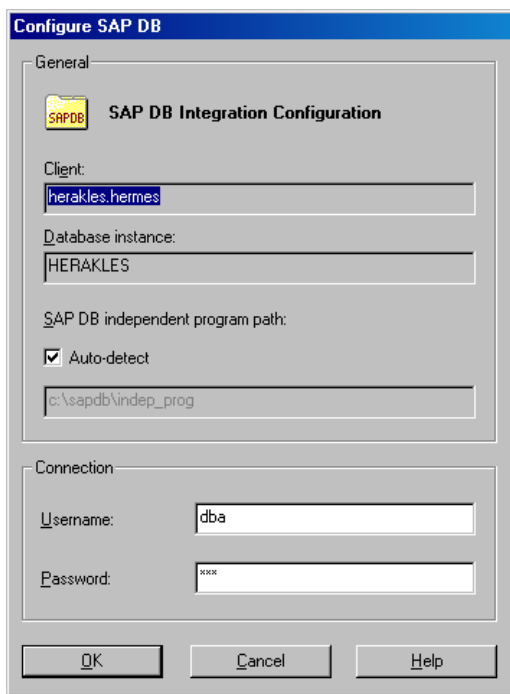 Configure SAP DB
General
SAPDB
SAP DB Integration Configuration
Client:
herakles.hermes
Database instance:
HERAKLES
SAP DB independent program path:
Auto-detect
c:\sapdb\indep_prog
Connection
Username:
dba
Password:
***
OK
Cancel
Help